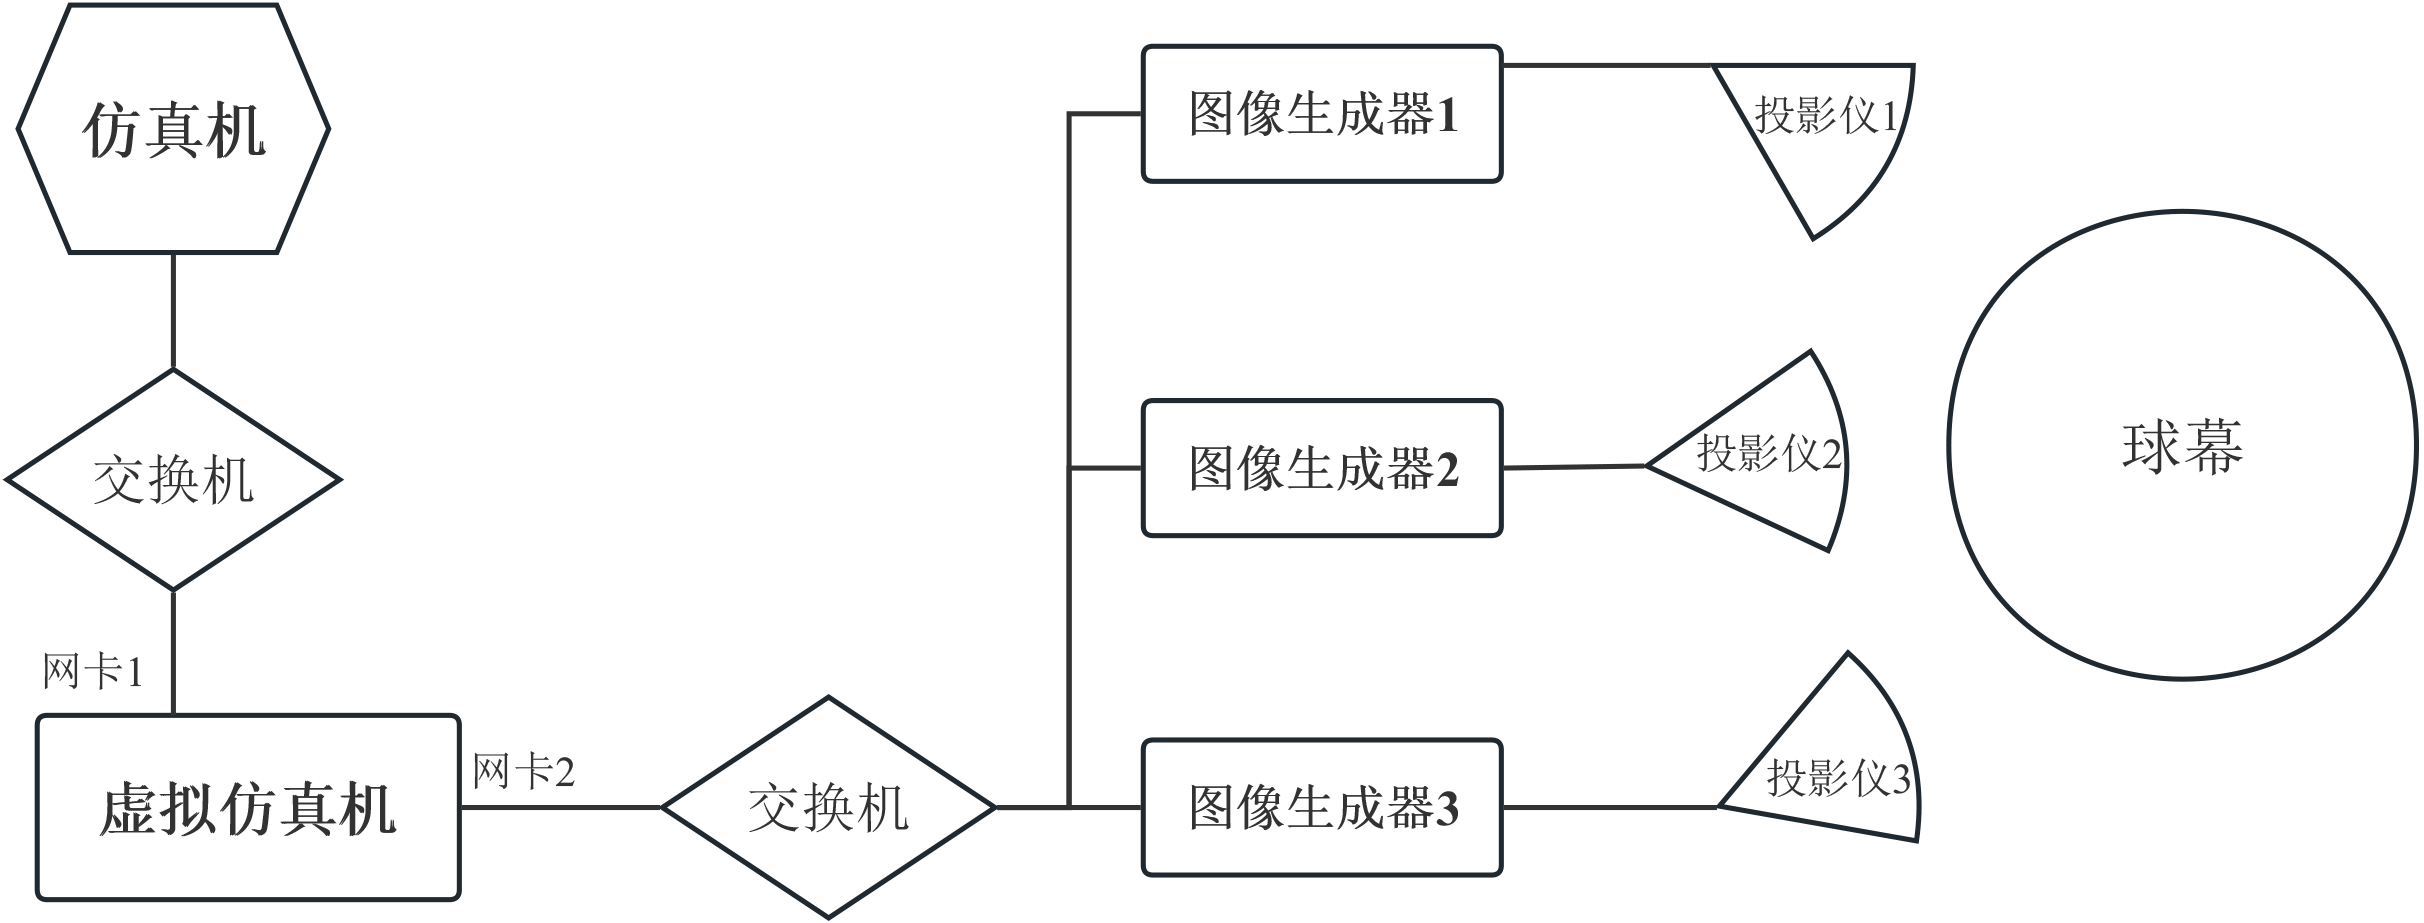 仿真机
交换机
网卡1
虚拟仿真机
网卡2
交换机
图像生成器1
投影仪1
图像生成器2
投影仪2
图像生成器3
投影仪3
球幕